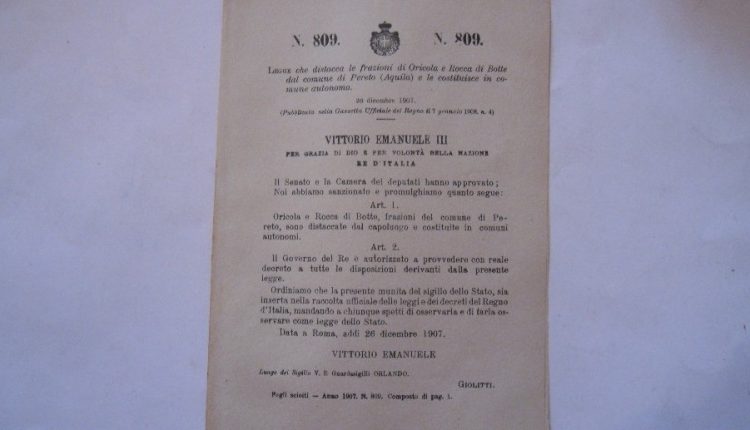 N. 809. N. 809.
LEGGE che distacca le frazioni di Oricola e Rocca di Botte
dal comune di Pereto (Aquila) e le costituisce in co-
mune autonomo.
26 dicembre 1907.
(Pubblicata nella Gazzetta Ufficiale del Regno il 7 gennaio 1908, n. 4)
VITTORIO EMANUELE III
PER GRAZIA DI DIO E PER VOLONTÀ DELLA NAZIONE
RE D'ITALIA
Il Senato e la Camera dei deputati hanno approvato;
Noi abbiamo sanzionato e promulghiamo quanto segue:
Art. 1.
Oricola e Rocca di Botte, frazioni del comune di Pe-
reto, sono distaccate dal capoluogo e costituite in comuni
autonomi.
Art. 2.
Il Governo del Re è autorizzato a provvedere con reale
decreto a tutte le disposizioni derivanti dalla presente
legge.
Ordiniamo che la presente munita del sigillo dello Stato, sia
inserta nella raccolta ufficiale delle leggi e dei decreti del Regno
d'Italia, mandando a chiunque spetti di osservarla e di farla os-
servare come legge dello Stato.
Data a Roma, addì 26 dicembre 1907.
VITTORIO EMANUELE
Luogo del Sigillo V. Il Guardasigilli ORLANDO.
GIOLITTI.
Fogli sciolti — Anno 1907. N. 809. Composto di pag. 1.